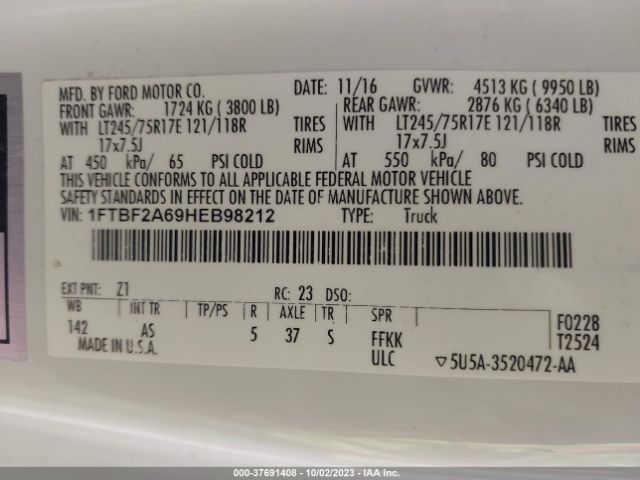 MFD. BY FORD MOTOR CO. DATE: 11/16 GVWR: 4513 KG ( 9950 LB)
FRONT GAWR: 1724 KG ( 3800 LB) REAR GAWR: 2876 KG ( 6340 LB)
WITH LT245/75R17E 121/118R TIRES WITH LT245/75R17E 121/118R TIRES
17x7.5J RIMS 17x7.5J RIMS
AT 450 kPa/ 65 PSI COLD AT 550 kPa/ 80 PSI COLD
THIS VEHICLE CONFORMS TO ALL APPLICABLE FEDERAL MOTOR VEHICLE
SAFETY STANDARDS IN EFFECT ON THE DATE OF MANUFACTURE SHOWN ABOVE.
VIN: 1FTBF2A69HEB98212 TYPE: Truck
EXT PNT: Z1 RC: 23 DSO:
WB INT TR TP/PS R AXLE TR SPR F0228
142 AS 5 37 S FFKK T2524
MADE IN U.S.A. ULC ▽5U5A-3520472-AA
000-37691408 | 10/02/2023 | IAAI.COM